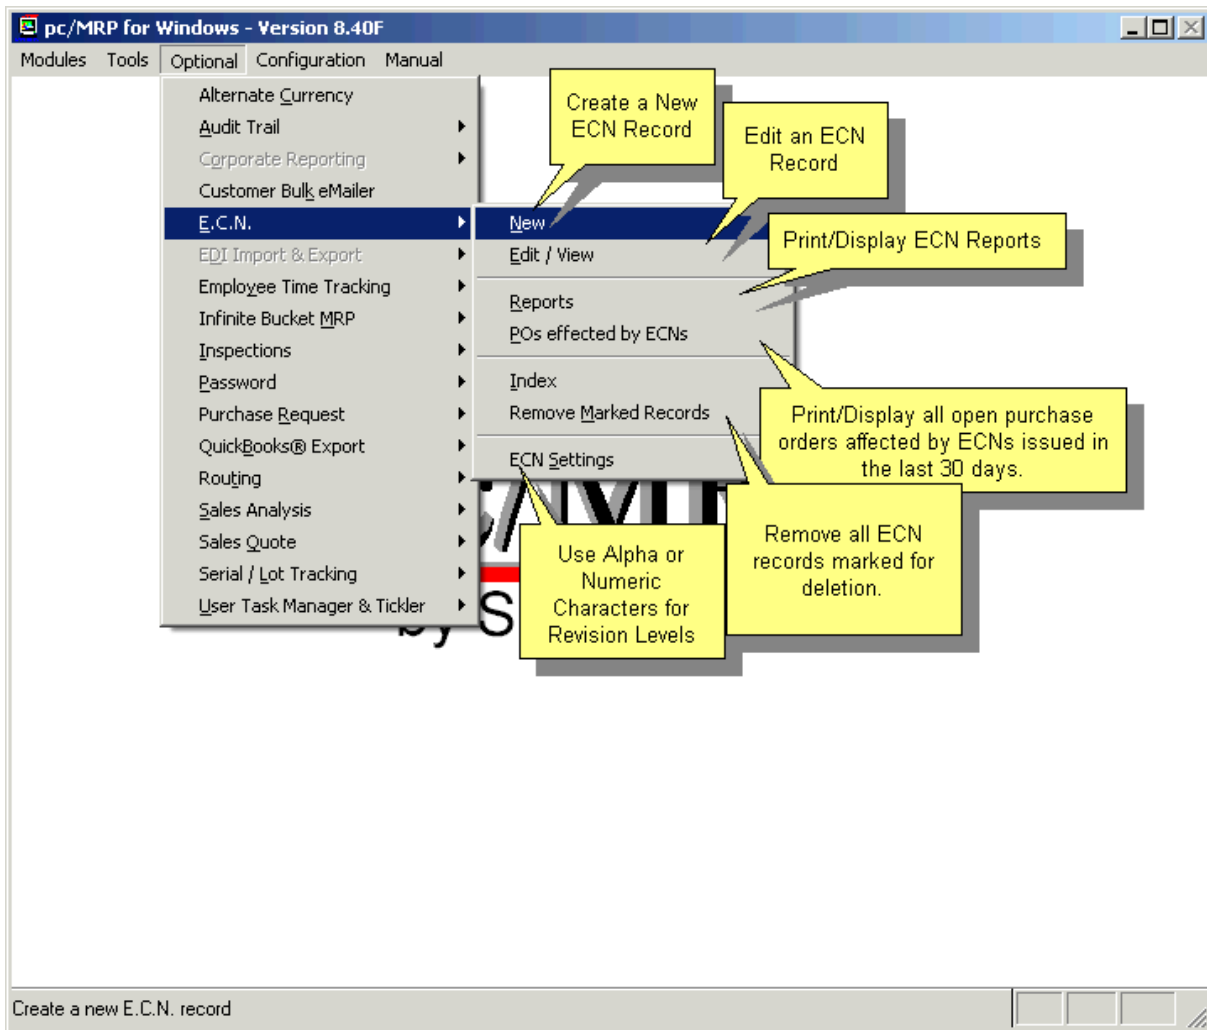 pc/MRP for Windows - Version 8.40F
Modules Tools Optional Configuration Manual
Alternate Currency
Audit Trail
Corporate Reporting
Customer Bulk eMailer
E.C.N.
EDI Import & Export
Employee Time Tracking
Infinite Bucket MRP
Inspections
Password
Purchase Request
QuickBooks® Export
Routing
Sales Analysis
Sales Quote
Serial / Lot Tracking
User Task Manager & Tickler
New
Edit / View
Reports
POs effected by ECNs
Index
Remove Marked Records
ECN Settings
Create a New
ECN Record
Edit an ECN
Record
Print/Display ECN Reports
Print/Display all open purchase
orders affected by ECNs issued in
the last 30 days.
Remove all ECN
records marked for
deletion.
Use Alpha or
Numeric
Characters for
Revision Levels
by S
Create a new E.C.N. record